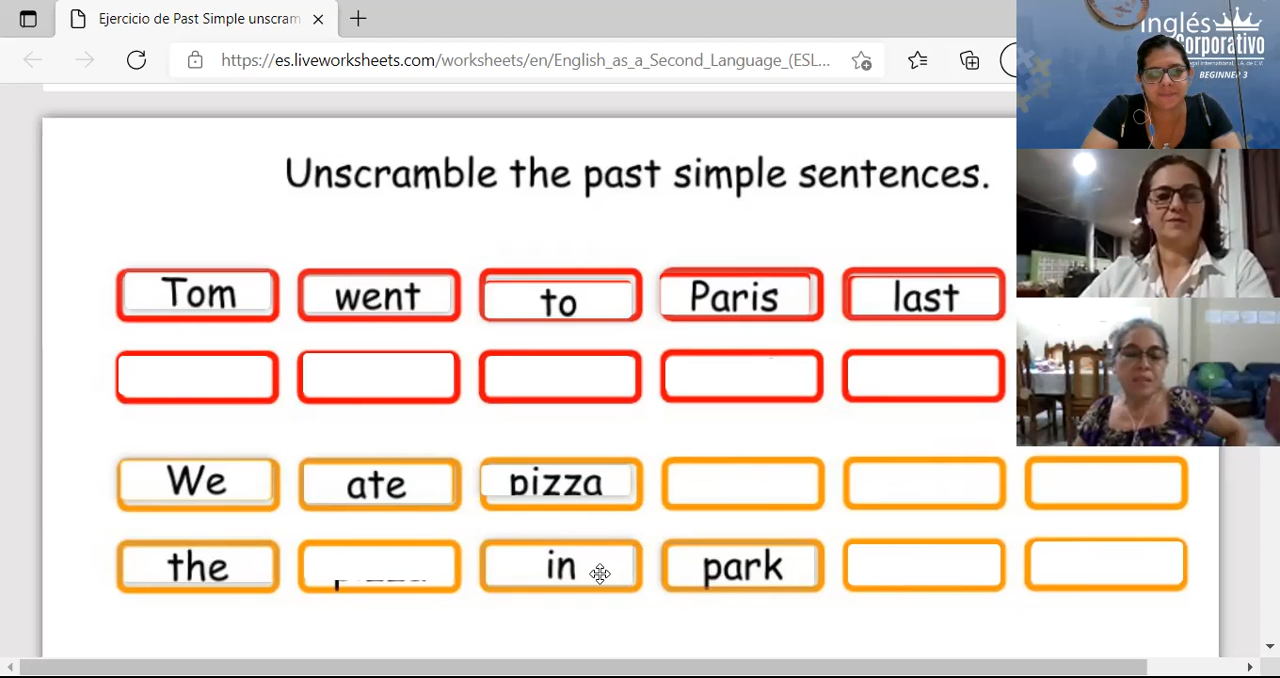 Ejercicio de Past Simple unscram
https://es.liveworksheets.com/worksheets/en/English_as_a_Second_Language_(ESL...
inglés
Corporativo
BEGINNER 3
Unscramble the past simple sentences.
Tom went to Paris last
We ate pizza
the in park